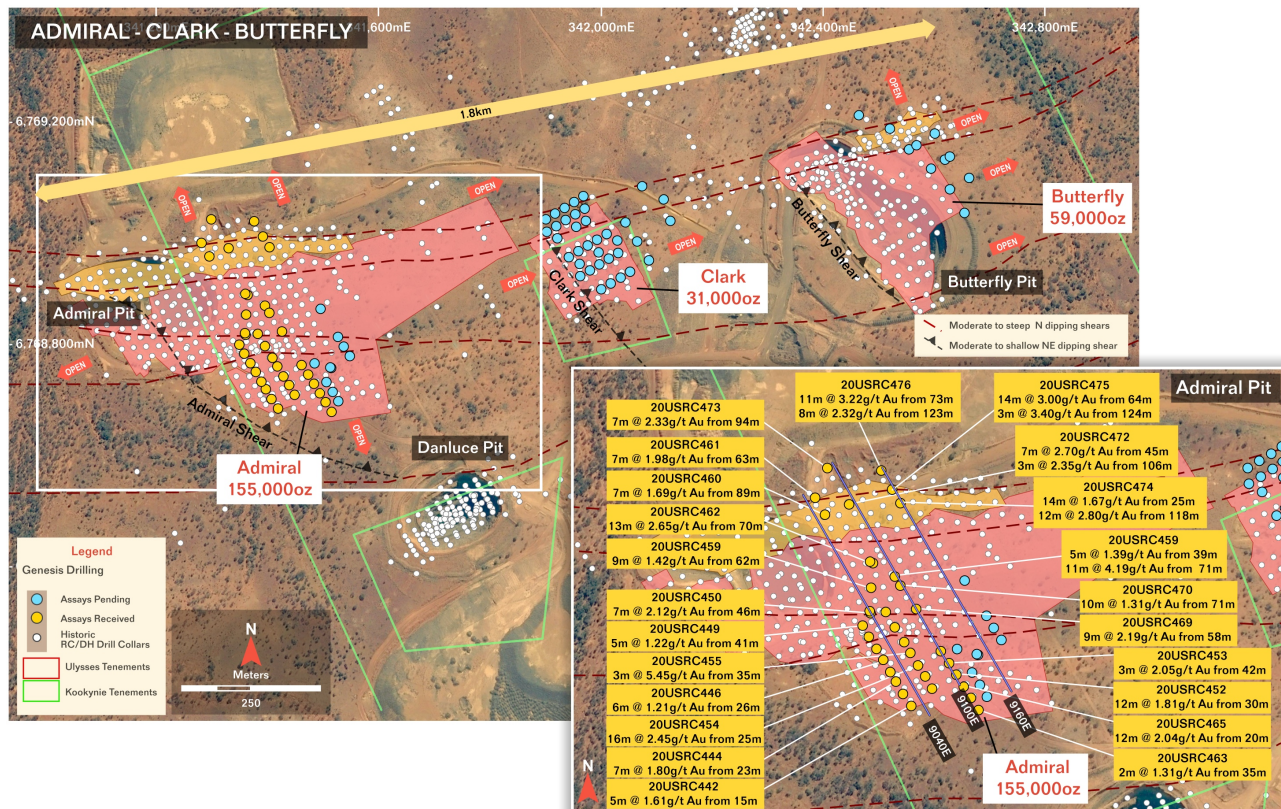 ADMIRAL - CLARK - BUTTERFLY
341,600mE
342,000mE
342,400mE
342,800mE
1.8km
6,769,200mN
6,768,800mN
OPEN
OPEN
OPEN
OPEN
OPEN
OPEN
OPEN
OPEN
OPEN
OPEN
OPEN
Butterfly
59,000oz
Butterfly Shear
Butterfly Pit
Clark
31,000oz
Clark Shear
Admiral Pit
Admiral Shear
Admiral
155,000oz
Danluce Pit
Moderate to steep N dipping shears
Moderate to shallow NE dipping shear
Legend
Genesis Drilling
Assays Pending
Assays Received
Historic
RC/DH Drill Collars
Ulysses Tenements
Kookynie Tenements
N
Meters
250
Admiral Pit
20USRC473
7m @ 2.33g/t Au from 94m
20USRC461
7m @ 1.98g/t Au from 63m
20USRC460
7m @ 1.69g/t Au from 89m
20USRC462
13m @ 2.65g/t Au from 70m
20USRC459
9m @ 1.42g/t Au from 62m
20USRC450
7m @ 2.12g/t Au from 46m
20USRC449
5m @ 1.22g/t Au from 41m
20USRC455
3m @ 5.45g/t Au from 35m
20USRC446
6m @ 1.21g/t Au from 26m
20USRC454
16m @ 2.45g/t Au from 25m
20USRC444
7m @ 1.80g/t Au from 23m
20USRC442
5m @ 1.61g/t Au from 15m
20USRC476
11m @ 3.22g/t Au from 73m
8m @ 2.32g/t Au from 123m
20USRC475
14m @ 3.00g/t Au from 64m
3m @ 3.40g/t Au from 124m
20USRC472
7m @ 2.70g/t Au from 45m
3m @ 2.35g/t Au from 106m
20USRC474
14m @ 1.67g/t Au from 25m
12m @ 2.80g/t Au from 118m
20USRC459
5m @ 1.39g/t Au from 39m
11m @ 4.19g/t Au from 71m
20USRC470
10m @ 1.31g/t Au from 71m
20USRC469
9m @ 2.19g/t Au from 58m
20USRC453
3m @ 2.05g/t Au from 42m
20USRC452
12m @ 1.81g/t Au from 30m
20USRC465
12m @ 2.04g/t Au from 20m
20USRC463
2m @ 1.31g/t Au from 35m
9040E
9100E
9160E
Admiral
155,000oz
N